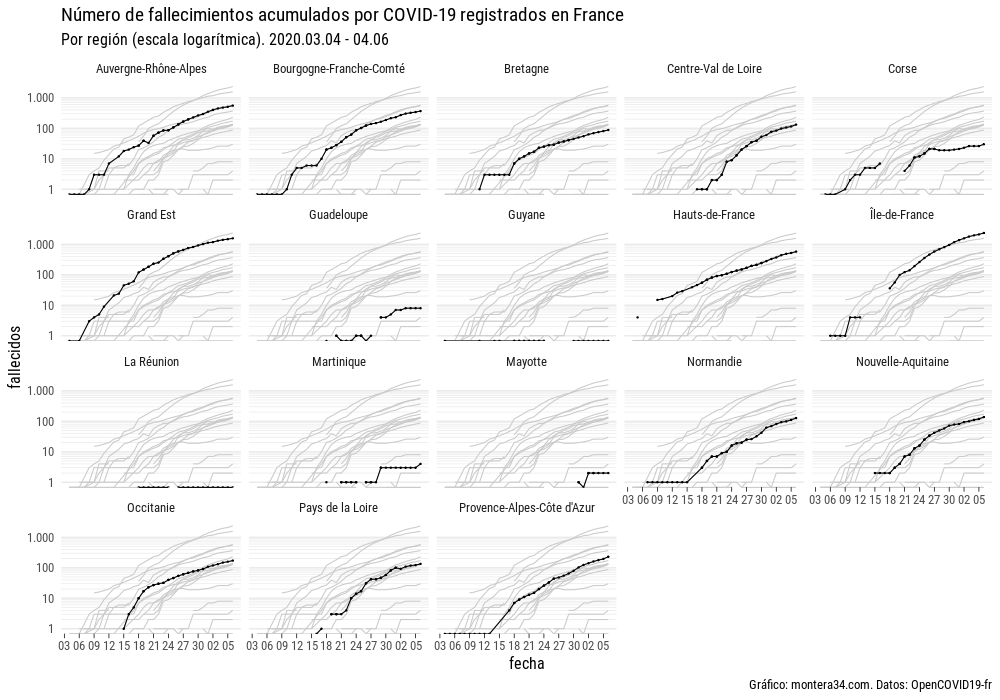 Número de fallecimientos acumulados por COVID-19 registrados en France
Por región (escala logarítmica). 2020.03.04 - 04.06
Auvergne-Rhône-Alpes Bourgogne-Franche-Comté Bretagne Centre-Val de Loire Corse
1.000
100
10
1
Grand Est Guadeloupe Guyane Hauts-de-France Île-de-France
1.000
100
10
1
fallecidos
La Réunion Martinique Mayotte Normandie Nouvelle-Aquitaine
1.000
100
10
1
03 06 09 12 15 18 21 24 27 30 02 05 03 06 09 12 15 18 21 24 27 30 02 05
Occitanie Pays de la Loire Provence-Alpes-Côte d'Azur
1.000
100
10
1
03 06 09 12 15 18 21 24 27 30 02 05 03 06 09 12 15 18 21 24 27 30 02 05 03 06 09 12 15 18 21 24 27 30 02 05
fecha
Gráfico: montera34.com. Datos: OpenCOVID19-fr